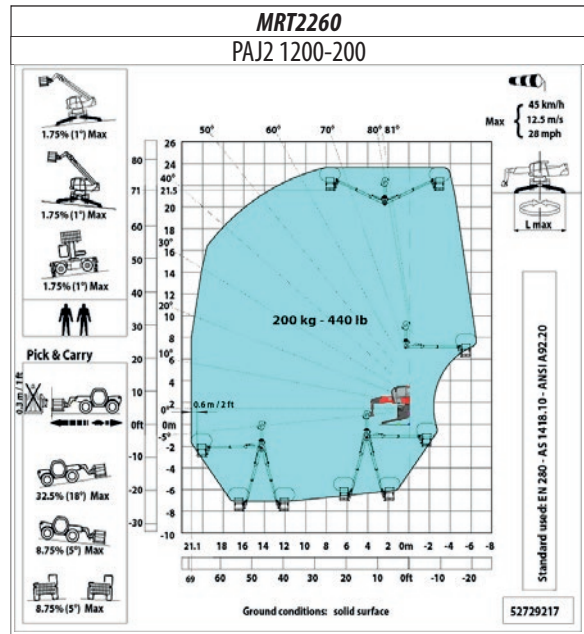 MRT2260
PAJ2 1200-200
1.75% (1°) Max
1.75% (1°) Max
1.75% (1°) Max
Pick & Carry
0.3 m / 1 ft
32.5% (18°) Max
8.75% (5°) Max
8.75% (5°) Max
50° 60° 70° 80° 81°
40°
30°
20°
10°
0°
-5°
80
71
60
50
40
30
20
10
0ft
-10
-20
-30
26
24
21.5
20
18
16
14
12
10
8
6
4
2
0m
-2
-4
-6
-8
-10
200 kg - 440 lb
0.6 m / 2 ft
21.1 18 16 14 12 10 8 6 4 2 0m -2 -4 -6 -8
69 60 50 40 30 20 10 0ft -10 -20
Ground conditions: solid surface
Max
45 km/h
12.5 m/s
28 mph
L max
Standard used: EN 280 - AS 1418.10 - ANSI A92.20
52729217